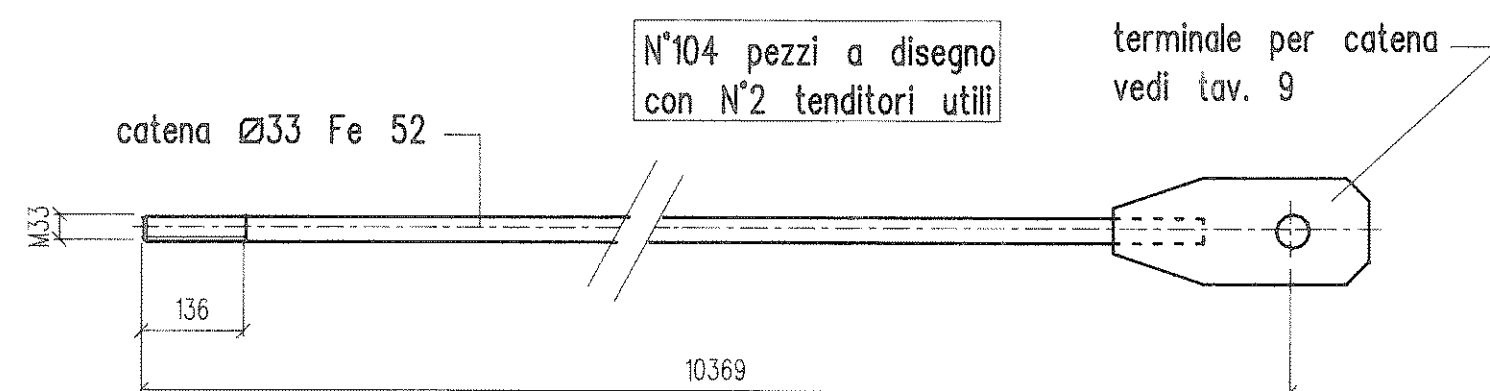 N°104 pezzi a disegno
con N°2 tenditori utili
terminale per catena
vedi tav. 9
catena Ø33 Fe 52
M33
136
10369